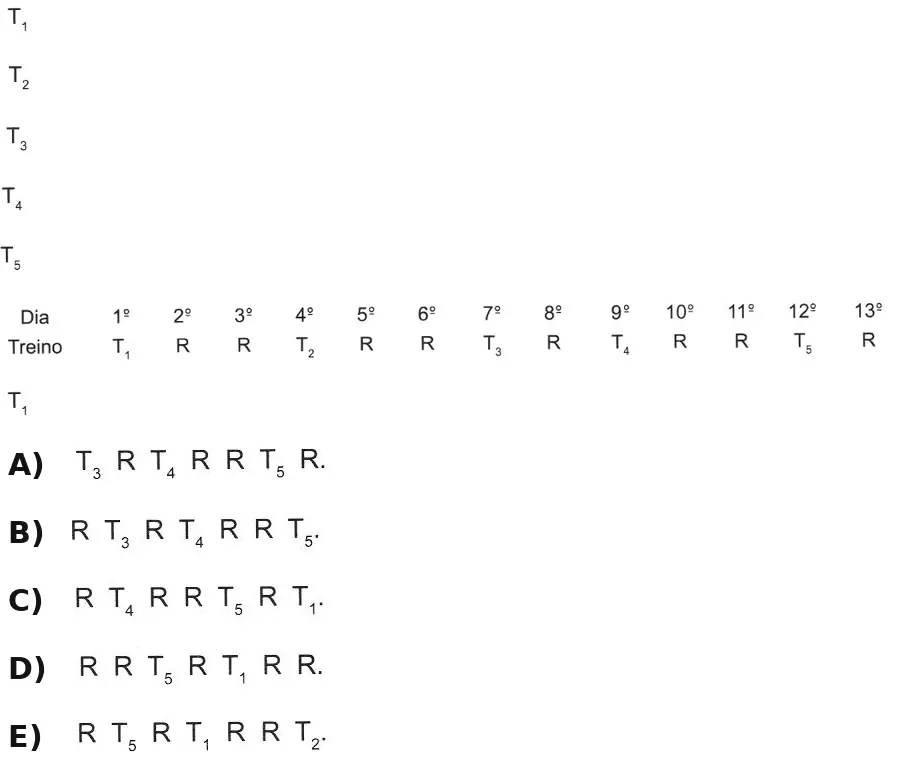 T₁
T₂
T₃
T₄
T₅
Dia 1º 2º 3º 4º 5º 6º 7º 8º 9º 10º 11º 12º 13º
Treino T₁ R R T₂ R R T₃ R T₄ R R T₅ R
T₁
A) T₃ R T₄ R R T₅ R.
B) R T₃ R T₄ R R T₅.
C) R T₄ R R T₅ R T₁.
D) R R T₅ R T₁ R R.
E) R T₅ R T₁ R R T₂.